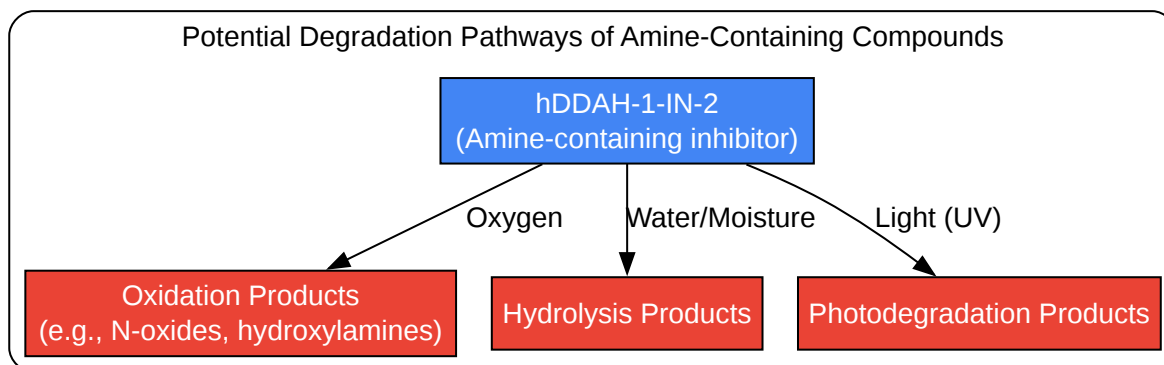 Potential Degradation Pathways of Amine-Containing Compounds
hDDAH-1-IN-2
(Amine-containing inhibitor)
Oxygen
Water/Moisture
Light (UV)
Oxidation Products
(e.g., N-oxides, hydroxylamines)
Hydrolysis Products
Photodegradation Products